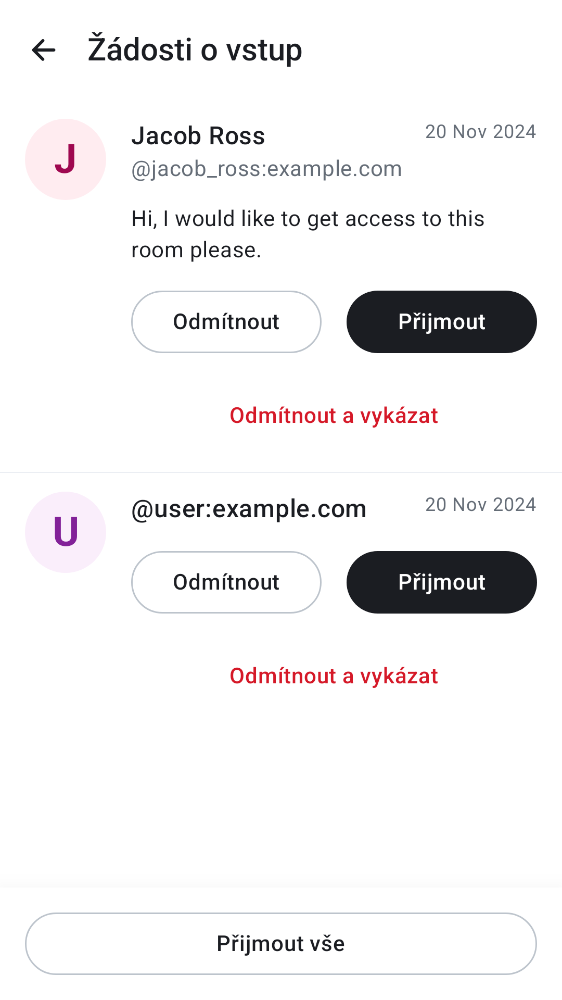 Žádosti o vstup
J
Jacob Ross
20 Nov 2024
@jacob_ross:example.com
Hi, I would like to get access to this
room please.
Odmítnout
Přijmout
Odmítnout a vykázat
U
@user:example.com
20 Nov 2024
Odmítnout
Přijmout
Odmítnout a vykázat
Přijmout vše